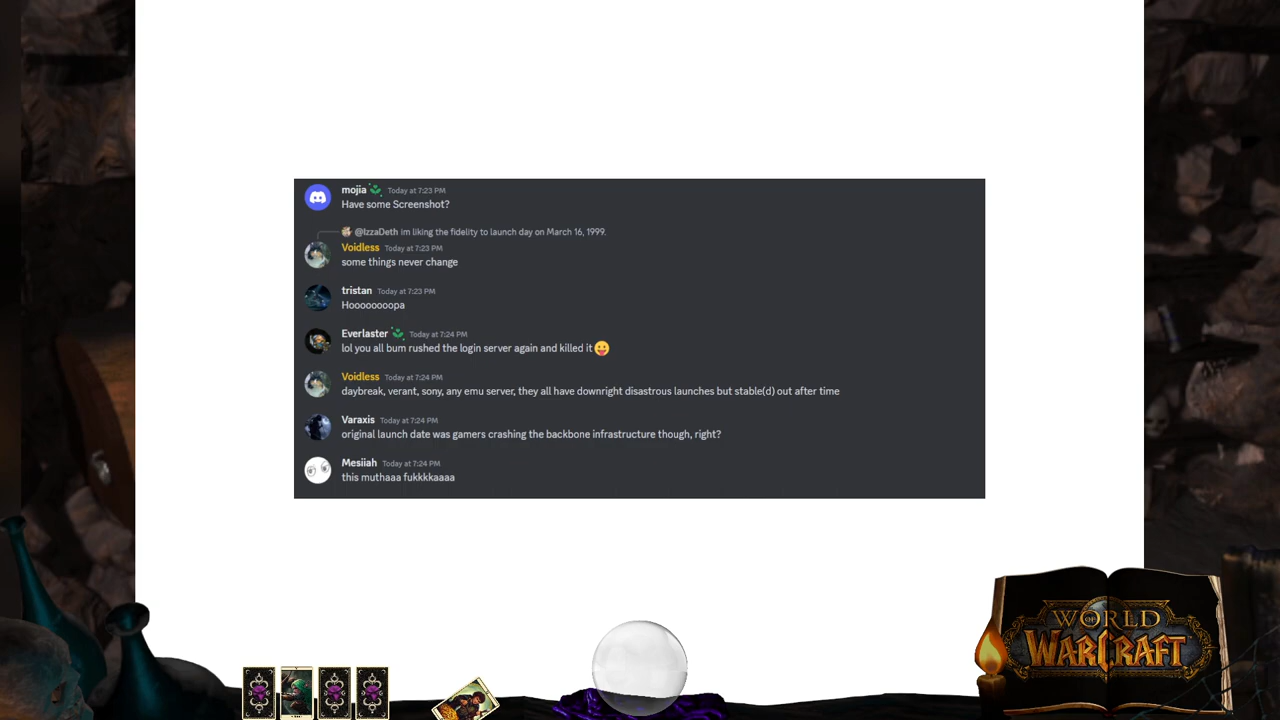 mojia Today at 7:23 PM
Have some Screenshot?
@IzzaDeth im liking the fidelity to launch day on March 16, 1999.
Voidless Today at 7:23 PM
some things never change
tristan Today at 7:23 PM
Hoooooooopa
Everlaster Today at 7:24 PM
lol you all bum rushed the login server again and killed it
Voidless Today at 7:24 PM
daybreak, verant, sony, any emu server, they all have downright disastrous launches but stable(d) out after time
Varaxis Today at 7:24 PM
original launch date was gamers crashing the backbone infrastructure though, right?
Mesiiah Today at 7:24 PM
this muthaaa fukkkkaaaa
WORLD
OF
WARCRAFT